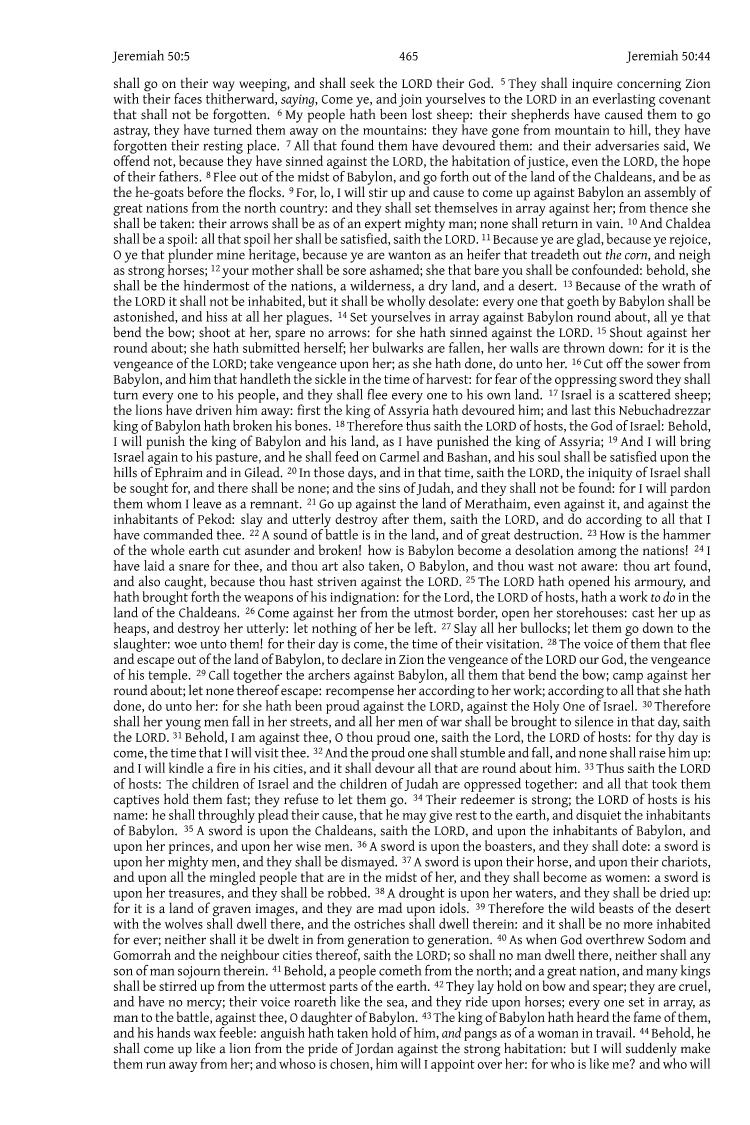 Jeremiah 50:5 465 Jeremiah 50:44
shall go on their way weeping, and shall seek the LORD their God. 5 They shall inquire concerning Zion
with their faces thitherward, saying, Come ye, and join yourselves to the LORD in an everlasting covenant
that shall not be forgotten. 6 My people hath been lost sheep: their shepherds have caused them to go
astray, they have turned them away on the mountains: they have gone from mountain to hill, they have
forgotten their resting place. 7 All that found them have devoured them: and their adversaries said, We
offend not, because they have sinned against the LORD, the habitation of justice, even the LORD, the hope
of their fathers. 8 Flee out of the midst of Babylon, and go forth out of the land of the Chaldeans, and be as
the he-goats before the flocks. 9 For, lo, I will stir up and cause to come up against Babylon an assembly of
great nations from the north country: and they shall set themselves in array against her; from thence she
shall be taken: their arrows shall be as of an expert mighty man; none shall return in vain. 10 And Chaldea
shall be a spoil: all that spoil her shall be satisfied, saith the LORD. 11 Because ye are glad, because ye rejoice,
O ye that plunder mine heritage, because ye are wanton as an heifer that treadeth out the corn, and neigh
as strong horses; 12 your mother shall be sore ashamed; she that bare you shall be confounded: behold, she
shall be the hindermost of the nations, a wilderness, a dry land, and a desert. 13 Because of the wrath of
the LORD it shall not be inhabited, but it shall be wholly desolate: every one that goeth by Babylon shall be
astonished, and hiss at all her plagues. 14 Set yourselves in array against Babylon round about, all ye that
bend the bow; shoot at her, spare no arrows: for she hath sinned against the LORD. 15 Shout against her
round about; she hath submitted herself; her bulwarks are fallen, her walls are thrown down: for it is the
vengeance of the LORD; take vengeance upon her; as she hath done, do unto her. 16 Cut off the sower from
Babylon, and him that handleth the sickle in the time of harvest: for fear of the oppressing sword they shall
turn every one to his people, and they shall flee every one to his own land. 17 Israel is a scattered sheep;
the lions have driven him away: first the king of Assyria hath devoured him; and last this Nebuchadrezzar
king of Babylon hath broken his bones. 18 Therefore thus saith the LORD of hosts, the God of Israel: Behold,
I will punish the king of Babylon and his land, as I have punished the king of Assyria; 19 And I will bring
Israel again to his pasture, and he shall feed on Carmel and Bashan, and his soul shall be satisfied upon the
hills of Ephraim and in Gilead. 20 In those days, and in that time, saith the LORD, the iniquity of Israel shall
be sought for, and there shall be none; and the sins of Judah, and they shall not be found: for I will pardon
them whom I leave as a remnant. 21 Go up against the land of Merathaim, even against it, and against the
inhabitants of Pekod: slay and utterly destroy after them, saith the LORD, and do according to all that I
have commanded thee. 22 A sound of battle is in the land, and of great destruction. 23 How is the hammer
of the whole earth cut asunder and broken! how is Babylon become a desolation among the nations! 24 I
have laid a snare for thee, and thou art also taken, O Babylon, and thou wast not aware: thou art found,
and also caught, because thou hast striven against the LORD. 25 The LORD hath opened his armoury, and
hath brought forth the weapons of his indignation: for the Lord, the LORD of hosts, hath a work to do in the
land of the Chaldeans. 26 Come against her from the utmost border, open her storehouses: cast her up as
heaps, and destroy her utterly: let nothing of her be left. 27 Slay all her bullocks; let them go down to the
slaughter: woe unto them! for their day is come, the time of their visitation. 28 The voice of them that flee
and escape out of the land of Babylon, to declare in Zion the vengeance of the LORD our God, the vengeance
of his temple. 29 Call together the archers against Babylon, all them that bend the bow; camp against her
round about; let none thereof escape: recompense her according to her work; according to all that she hath
done, do unto her: for she hath been proud against the LORD, against the Holy One of Israel. 30 Therefore
shall her young men fall in her streets, and all her men of war shall be brought to silence in that day, saith
the LORD. 31 Behold, I am against thee, O thou proud one, saith the Lord, the LORD of hosts: for thy day is
come, the time that I will visit thee. 32 And the proud one shall stumble and fall, and none shall raise him up:
and I will kindle a fire in his cities, and it shall devour all that are round about him. 33 Thus saith the LORD
of hosts: The children of Israel and the children of Judah are oppressed together: and all that took them
captives hold them fast; they refuse to let them go. 34 Their redeemer is strong; the LORD of hosts is his
name: he shall throughly plead their cause, that he may give rest to the earth, and disquiet the inhabitants
of Babylon. 35 A sword is upon the Chaldeans, saith the LORD, and upon the inhabitants of Babylon, and
upon her princes, and upon her wise men. 36 A sword is upon the boasters, and they shall dote: a sword is
upon her mighty men, and they shall be dismayed. 37 A sword is upon their horse, and upon their chariots,
and upon all the mingled people that are in the midst of her, and they shall become as women: a sword is
upon her treasures, and they shall be robbed. 38 A drought is upon her waters, and they shall be dried up:
for it is a land of graven images, and they are mad upon idols. 39 Therefore the wild beasts of the desert
with the wolves shall dwell there, and the ostriches shall dwell therein: and it shall be no more inhabited
for ever; neither shall it be dwelt in from generation to generation. 40 As when God overthrew Sodom and
Gomorrah and the neighbour cities thereof, saith the LORD; so shall no man dwell there, neither shall any
son of man sojourn therein. 41 Behold, a people cometh from the north; and a great nation, and many kings
shall be stirred up from the uttermost parts of the earth. 42 They lay hold on bow and spear; they are cruel,
and have no mercy; their voice roareth like the sea, and they ride upon horses; every one set in array, as
man to the battle, against thee, O daughter of Babylon. 43 The king of Babylon hath heard the fame of them,
and his hands wax feeble: anguish hath taken hold of him, and pangs as of a woman in travail. 44 Behold, he
shall come up like a lion from the pride of Jordan against the strong habitation: but I will suddenly make
them run away from her; and whoso is chosen, him will I appoint over her: for who is like me? and who will